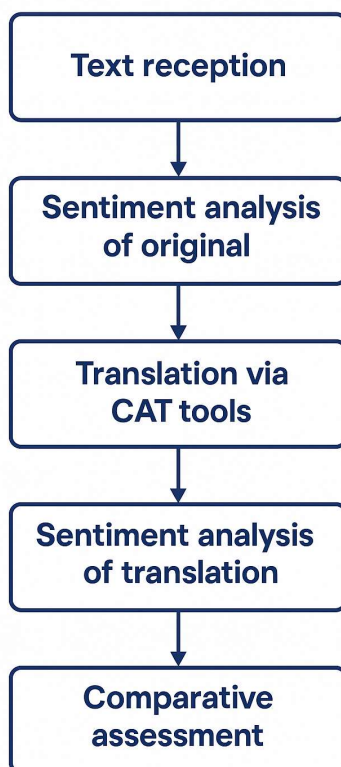 Text reception
Sentiment analysis
of original
Translation via
CAT tools
Sentiment analysis
of translation
Comparative
assessment